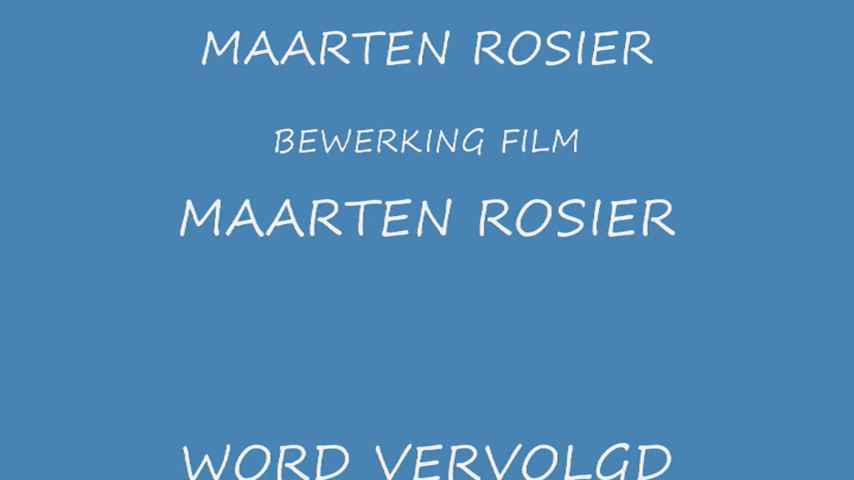 MAARTEN ROSIER
BEWERKING FILM
MAARTEN ROSIER
WORD VERVOLGD